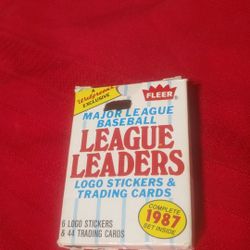 A
Walgreens
EXCLUSIVE
FLEER
MAJOR LEAGUE
BASEBALL
LEAGUE
LEADERS
LOGO STICKERS &
TRADING CARDS
6 LOGO STICKERS
& 44 TRADING CARDS
COMPLETE
1987
SET INSIDE